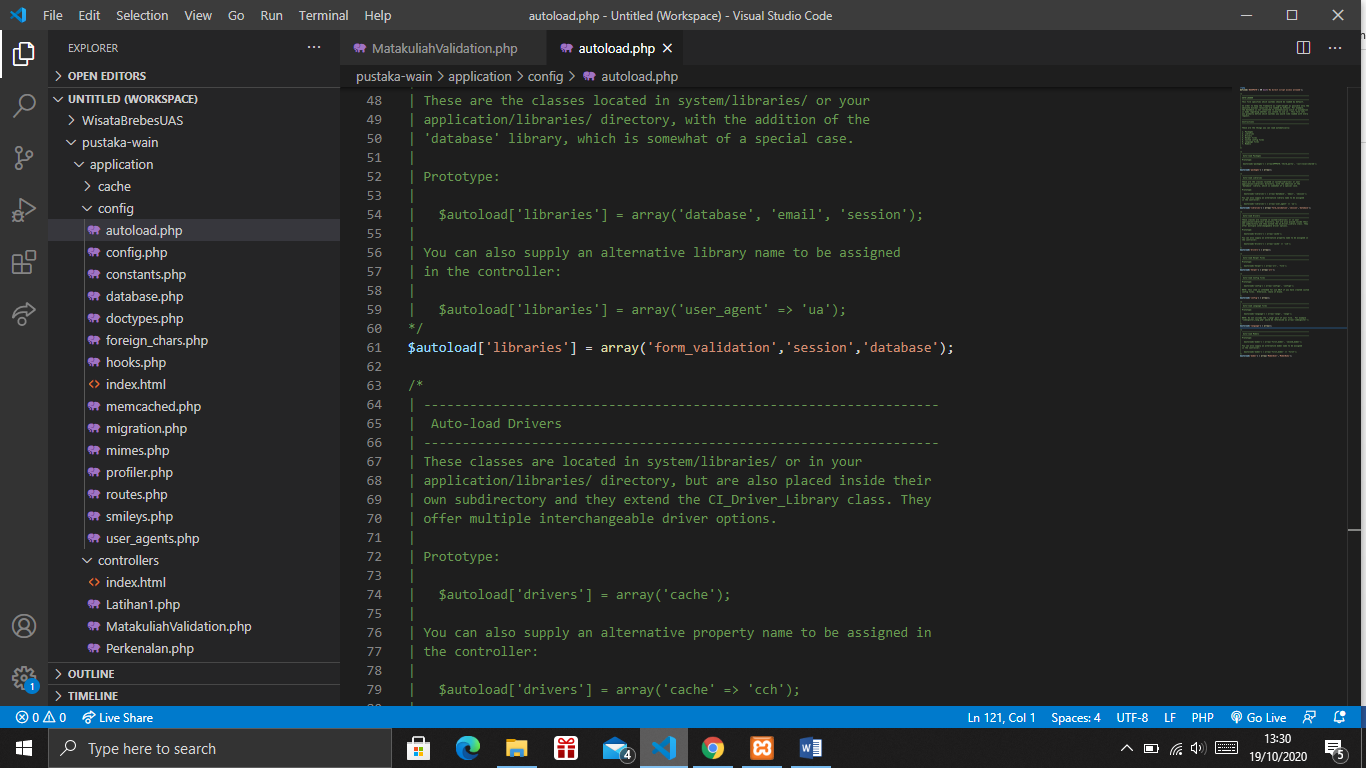 File Edit Selection View Go Run Terminal Help
autoload.php - Untitled (Workspace) - Visual Studio Code
EXPLORER
OPEN EDITORS
UNTITLED (WORKSPACE)
WisataBrebesUAS
pustaka-wain
application
cache
config
autoload.php
config.php
constants.php
database.php
doctypes.php
foreign_chars.php
hooks.php
index.html
memcached.php
migration.php
mimes.php
profiler.php
routes.php
smileys.php
user_agents.php
controllers
index.html
Latihan1.php
MatakuliahValidation.php
Perkenalan.php
OUTLINE
TIMELINE
MatakuliahValidation.php
autoload.php
pustaka-wain > application > config > autoload.php
48 | These are the classes located in system/libraries/ or your
49 | application/libraries/ directory, with the addition of the
50 | 'database' library, which is somewhat of a special case.
51 |
52 | Prototype:
53 |
54 | $autoload['libraries'] = array('database', 'email', 'session');
55 |
56 | You can also supply an alternative library name to be assigned
57 | in the controller:
58 |
59 | $autoload['libraries'] = array('user_agent' => 'ua');
60 */
61 $autoload['libraries'] = array('form_validation','session','database');
62
63 /*
64 | -------------------------------------------------------------------
65 | Auto-load Drivers
66 | -------------------------------------------------------------------
67 | These classes are located in system/libraries/ or in your
68 | application/libraries/ directory, but are also placed inside their
69 | own subdirectory and they extend the CI_Driver_Library class. They
70 | offer multiple interchangeable driver options.
71 |
72 | Prototype:
73 |
74 | $autoload['drivers'] = array('cache');
75 |
76 | You can also supply an alternative property name to be assigned in
77 | the controller:
78 |
79 | $autoload['drivers'] = array('cache' => 'cch');
1
0 0 Live Share
Ln 121, Col 1 Spaces: 4 UTF-8 LF PHP Go Live
Type here to search
4
13:30
19/10/2020
5